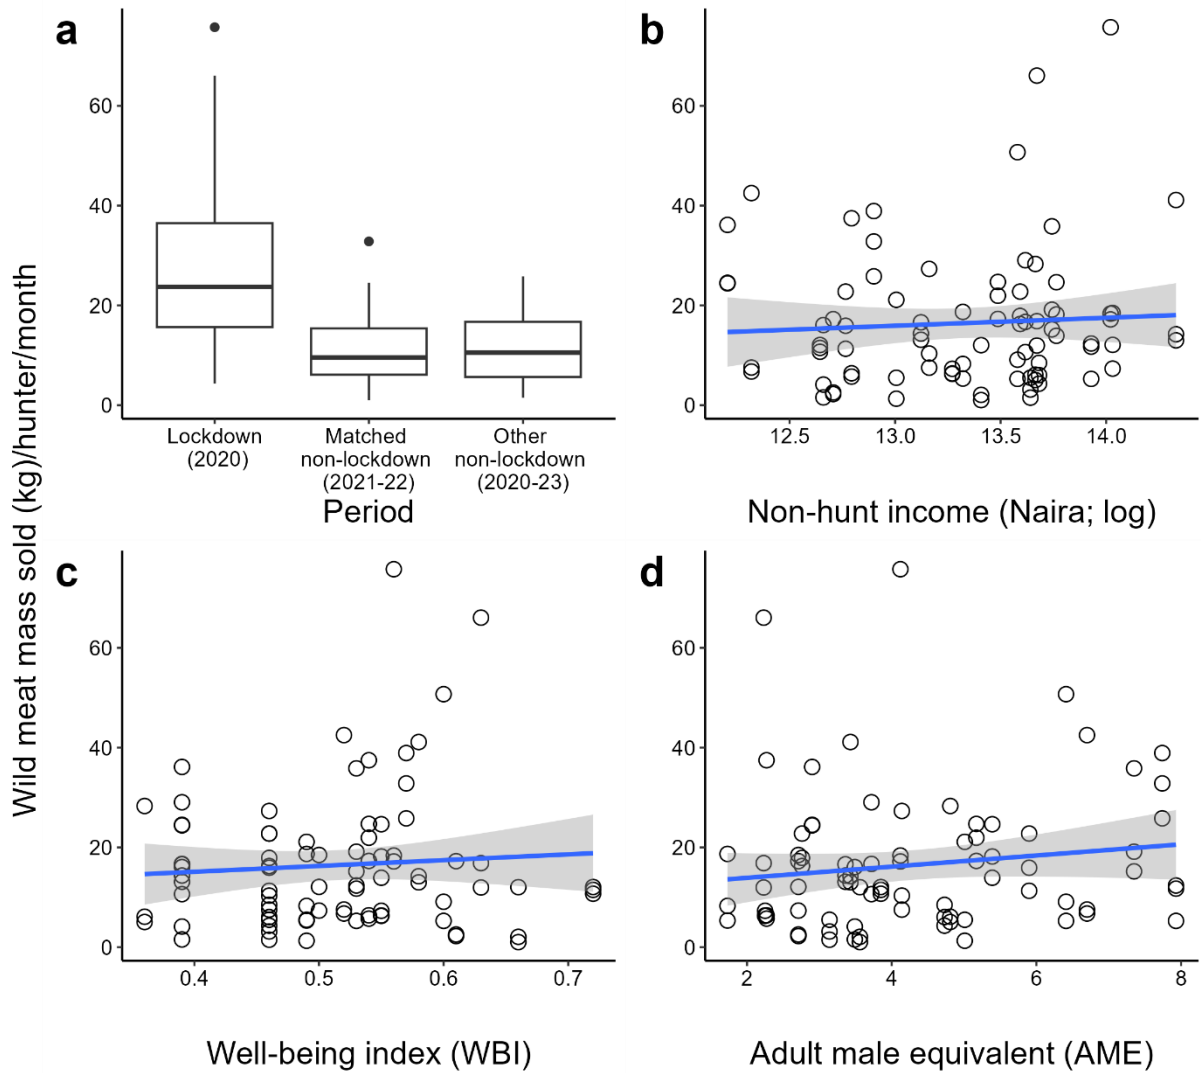 Wild meat mass sold (kg)/hunter/month
a
60
40
20
0
Lockdown
(2020)
Matched
non-lockdown
(2021-22)
Other
non-lockdown
(2020-23)
Period
b
60
40
20
0
12.5
13.0
13.5
14.0
Non-hunt income (Naira; log)
c
60
40
20
0
0.4
0.5
0.6
0.7
Well-being index (WBI)
d
60
40
20
0
2
4
6
8
Adult male equivalent (AME)